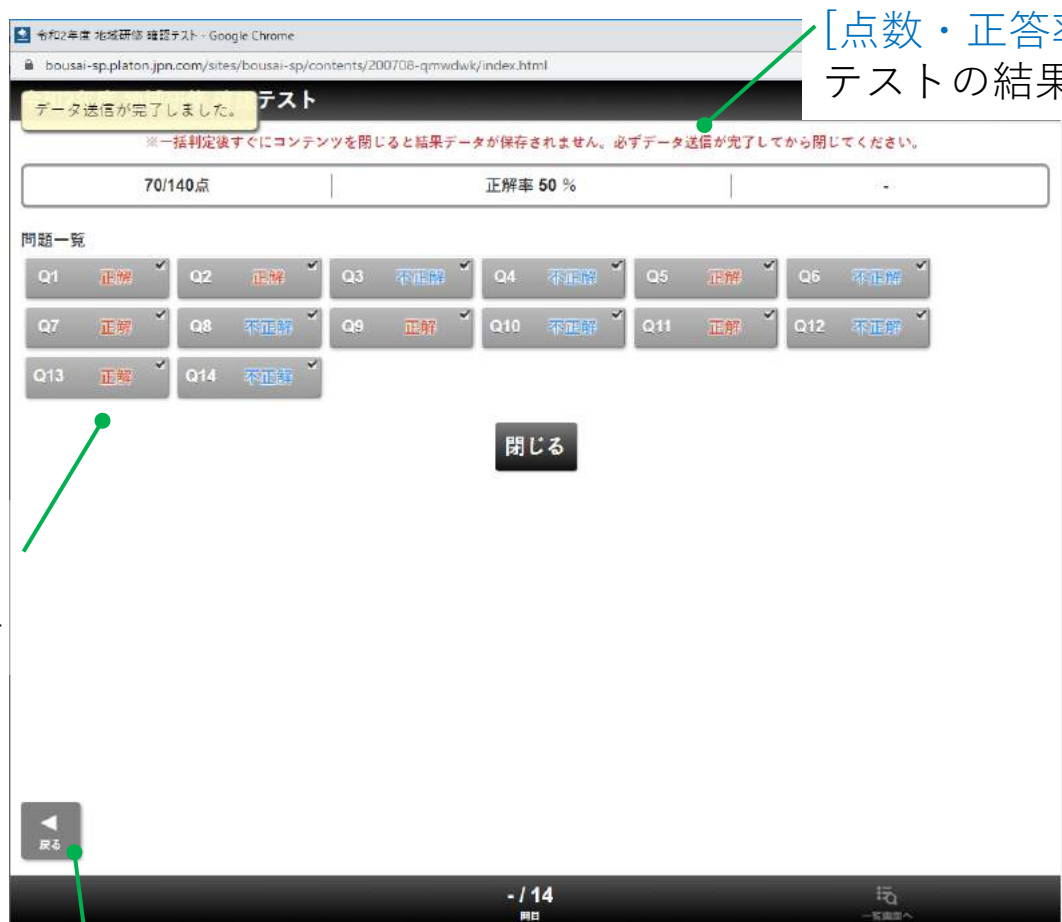 令和2年度 地域研修 確認テスト - Google Chrome
bousai-sp.platon.jpn.com/sites/bousai-sp/contents/200708-qmwdwk/index.html
[点数・正答率
テストの結果
テスト
データ送信が完了しました。
※一括判定後すぐにコンテンツを閉じると結果データが保存されません。必ずデータ送信が完了してから閉じてください。
70/140点 正解率 50 % -
問題一覧
Q1 正解 Q2 正解 Q3 不正解 Q4 不正解 Q5 正解 Q6 不正解
Q7 正解 Q8 不正解 Q9 正解 Q10 不正解 Q11 正解 Q12 不正解
Q13 正解 Q14 不正解
閉じる
戻る
- / 14
問目
一覧画面へ